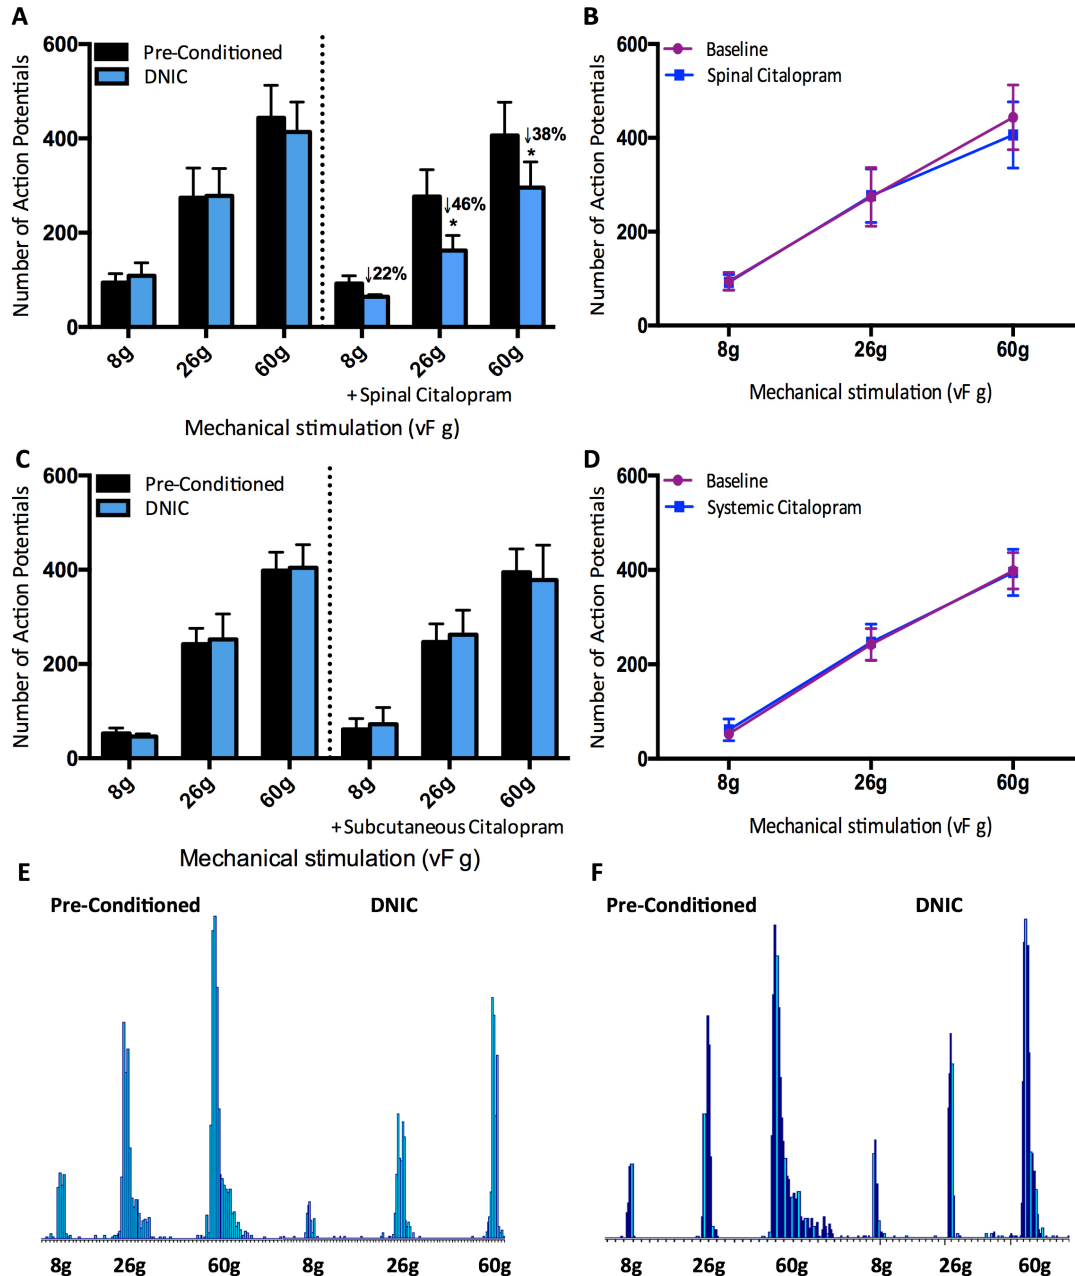 A
Number of Action Potentials
600
400
200
0
Pre-Conditioned
DNIC
↓22%
↓46%
*
↓38%
*
8g
26g
60g
8g
26g
60g
+ Spinal Citalopram
Mechanical stimulation (vF g)
B
Number of Action Potentials
600
400
200
0
Baseline
Spinal Citalopram
8g
26g
60g
Mechanical stimulation (vF g)
C
Number of Action Potentials
600
400
200
0
Pre-Conditioned
DNIC
8g
26g
60g
8g
26g
60g
+ Subcutaneous Citalopram
Mechanical stimulation (vF g)
D
Number of Action Potentials
600
400
200
0
Baseline
Systemic Citalopram
8g
26g
60g
Mechanical stimulation (vF g)
E
Pre-Conditioned DNIC
8g 26g 60g 8g 26g 60g
F
Pre-Conditioned DNIC
8g 26g 60g 8g 26g 60g